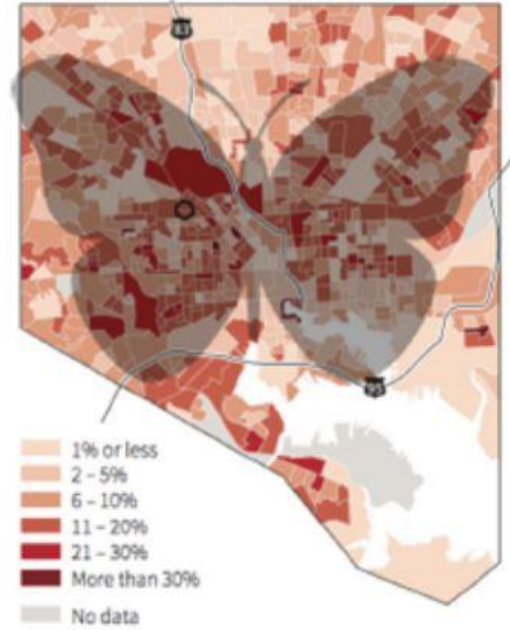 83
95
1% or less
2 – 5%
6 – 10%
11 – 20%
21 – 30%
More than 30%
No data